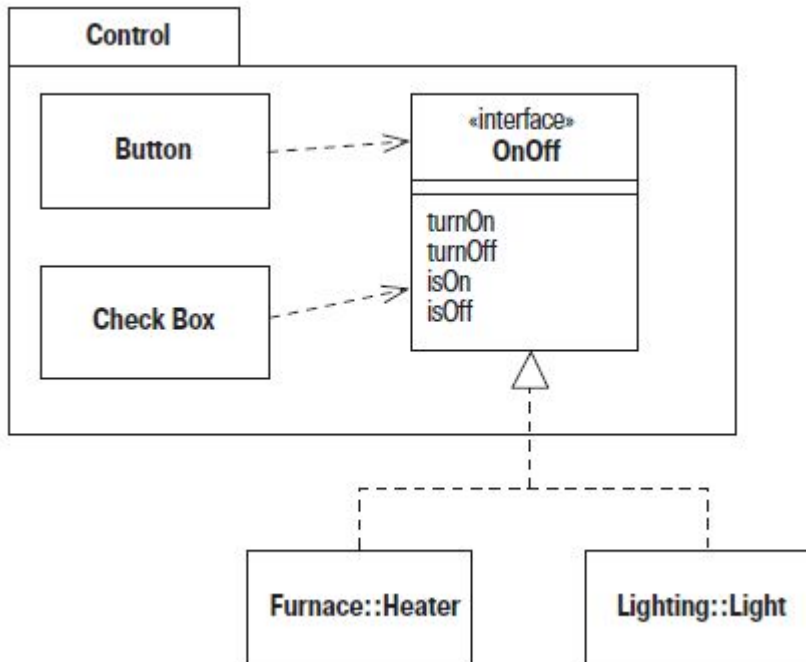 Control
Button
«interface»
OnOff
turnOn
turnOff
isOn
isOff
Check Box
Furnace::Heater
Lighting::Light